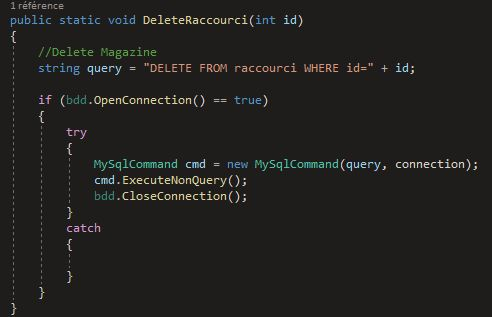 1 référence
public static void DeleteRaccourci(int id)
{
//Delete Magazine
string query = "DELETE FROM raccourci WHERE id=" + id;
if (bdd.OpenConnection() == true)
{
try
{
MySqlCommand cmd = new MySqlCommand(query, connection);
cmd.ExecuteNonQuery();
bdd.CloseConnection();
}
catch
{
}
}
}